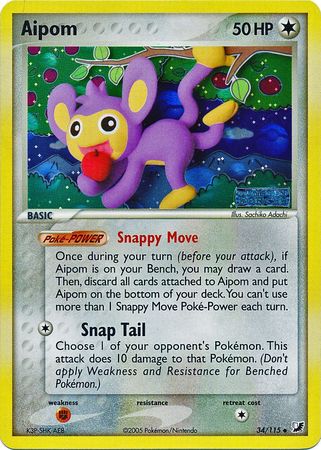 Aipom 50 HP
BASIC Illus. Sachiko Adachi
Poké-POWER Snappy Move
Once during your turn (before your attack), if
Aipom is on your Bench, you may draw a card.
Then, discard all cards attached to Aipom and put
Aipom on the bottom of your deck. You can't use
more than 1 Snappy Move Poké-Power each turn.
Snap Tail
Choose 1 of your opponent's Pokémon. This
attack does 10 damage to that Pokémon. (Don't
apply Weakness and Resistance for Benched
Pokémon.)
weakness resistance retreat cost
K3P-SHK-AEB ©2005 Pokémon/Nintendo 34/115